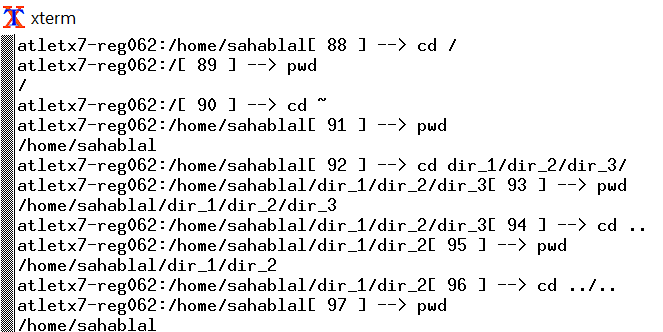 xterm
atletx7-reg062:/home/sahablal[ 88 ] --> cd /
atletx7-reg062:/[ 89 ] --> pwd
/
atletx7-reg062:/[ 90 ] --> cd ~
atletx7-reg062:/home/sahablal[ 91 ] --> pwd
/home/sahablal
atletx7-reg062:/home/sahablal[ 92 ] --> cd dir_1/dir_2/dir_3/
atletx7-reg062:/home/sahablal/dir_1/dir_2/dir_3[ 93 ] --> pwd
/home/sahablal/dir_1/dir_2/dir_3
atletx7-reg062:/home/sahablal/dir_1/dir_2/dir_3[ 94 ] --> cd ..
atletx7-reg062:/home/sahablal/dir_1/dir_2[ 95 ] --> pwd
/home/sahablal/dir_1/dir_2
atletx7-reg062:/home/sahablal/dir_1/dir_2[ 96 ] --> cd ../..
atletx7-reg062:/home/sahablal[ 97 ] --> pwd
/home/sahablal